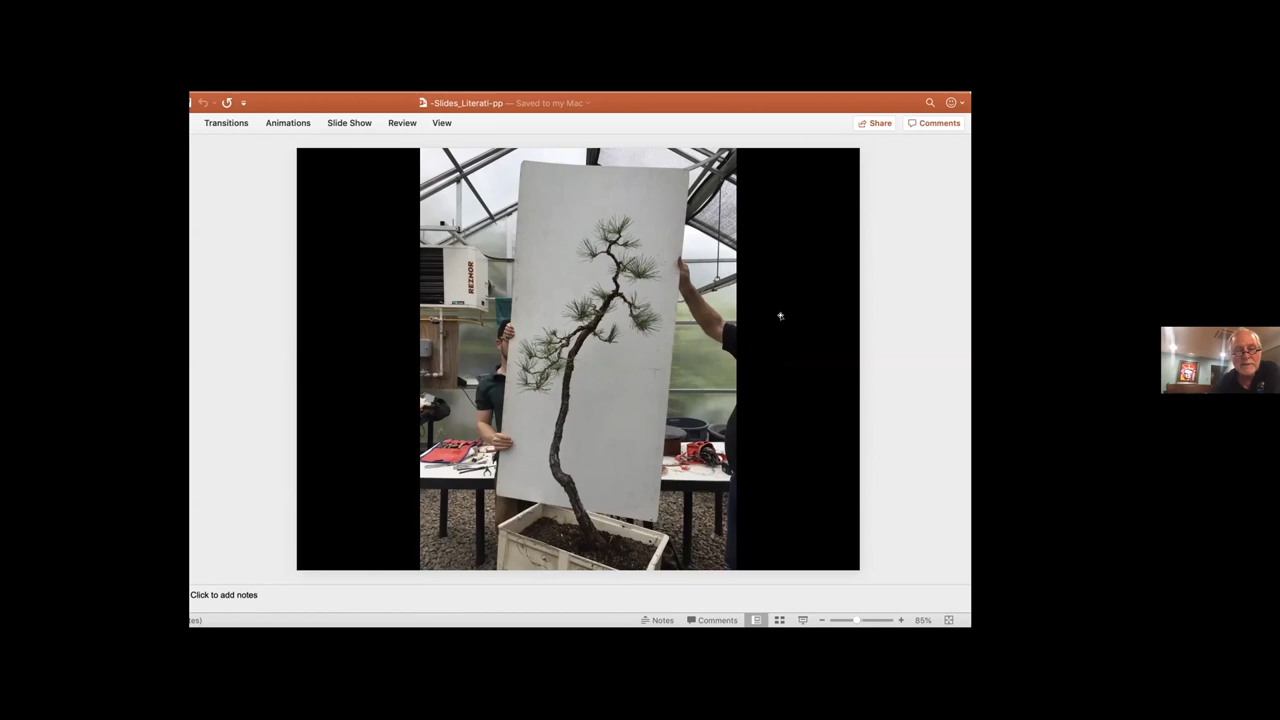 -Slides_Literati-pp — Saved to my Mac
Transitions Animations Slide Show Review View Share Comments
REZNOR
Click to add notes
tes) Notes Comments 85%